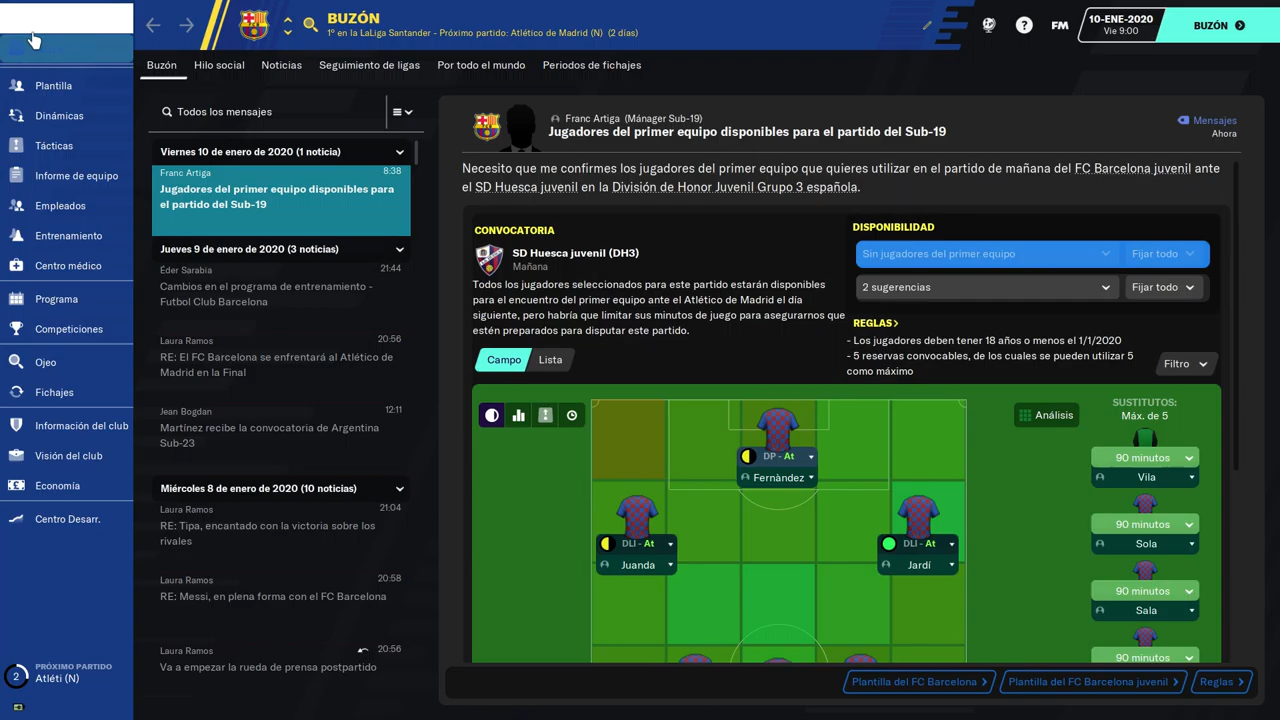 BUZÓN
1º en la LaLiga Santander - Próximo partido: Atlético de Madrid (N) (2 días)
?
FM
10-ENE-2020
Vie 9:00
BUZÓN
Buzón
Hilo social
Noticias
Seguimiento de ligas
Por todo el mundo
Periodos de fichajes
Plantilla
Dinámicas
Tácticas
Informe de equipo
Empleados
Entrenamiento
Centro médico
Programa
Competiciones
Ojeo
Fichajes
Información del club
Visión del club
Economía
Centro Desarr.
2
PRÓXIMO PARTIDO
Atléti (N)
Todos los mensajes
Viernes 10 de enero de 2020 (1 noticia)
Franc Artiga 8:38
Jugadores del primer equipo disponibles para
el partido del Sub-19
Jueves 9 de enero de 2020 (3 noticias)
Éder Sarabia 21:44
Cambios en el programa de entrenamiento -
Futbol Club Barcelona
Laura Ramos 20:56
RE: El FC Barcelona se enfrentará al Atlético de
Madrid en la Final
Jean Bogdan 12:11
Martínez recibe la convocatoria de Argentina
Sub-23
Miércoles 8 de enero de 2020 (10 noticias)
Laura Ramos 21:04
RE: Tipa, encantado con la victoria sobre los
rivales
Laura Ramos 20:58
RE: Messi, en plena forma con el FC Barcelona
Laura Ramos 20:56
Va a empezar la rueda de prensa postpartido
Franc Artiga (Mánager Sub-19)
Jugadores del primer equipo disponibles para el partido del Sub-19
Mensajes
Ahora
Necesito que me confirmes los jugadores del primer equipo que quieres utilizar en el partido de mañana del FC Barcelona juvenil ante
el SD Huesca juvenil en la División de Honor Juvenil Grupo 3 española.
CONVOCATORIA
SD Huesca juvenil (DH3)
Mañana
Todos los jugadores seleccionados para este partido estarán disponibles
para el encuentro del primer equipo ante el Atlético de Madrid el día
siguiente, pero habría que limitar sus minutos de juego para asegurarnos que
estén preparados para disputar este partido.
DISPONIBILIDAD
Sin jugadores del primer equipo
Fijar todo
2 sugerencias
Fijar todo
REGLAS>
- Los jugadores deben tener 18 años o menos el 1/1/2020
- 5 reservas convocables, de los cuales se pueden utilizar 5
como máximo
Campo
Lista
Filtro
Análisis
SUSTITUTOS:
Máx. de 5
DP - At
Fernàndez
DLI - At
Juanda
DLI - At
Jardí
90 minutos
Vila
90 minutos
Sola
90 minutos
Sala
90 minutos
Plantilla del FC Barcelona
Plantilla del FC Barcelona juvenil
Reglas